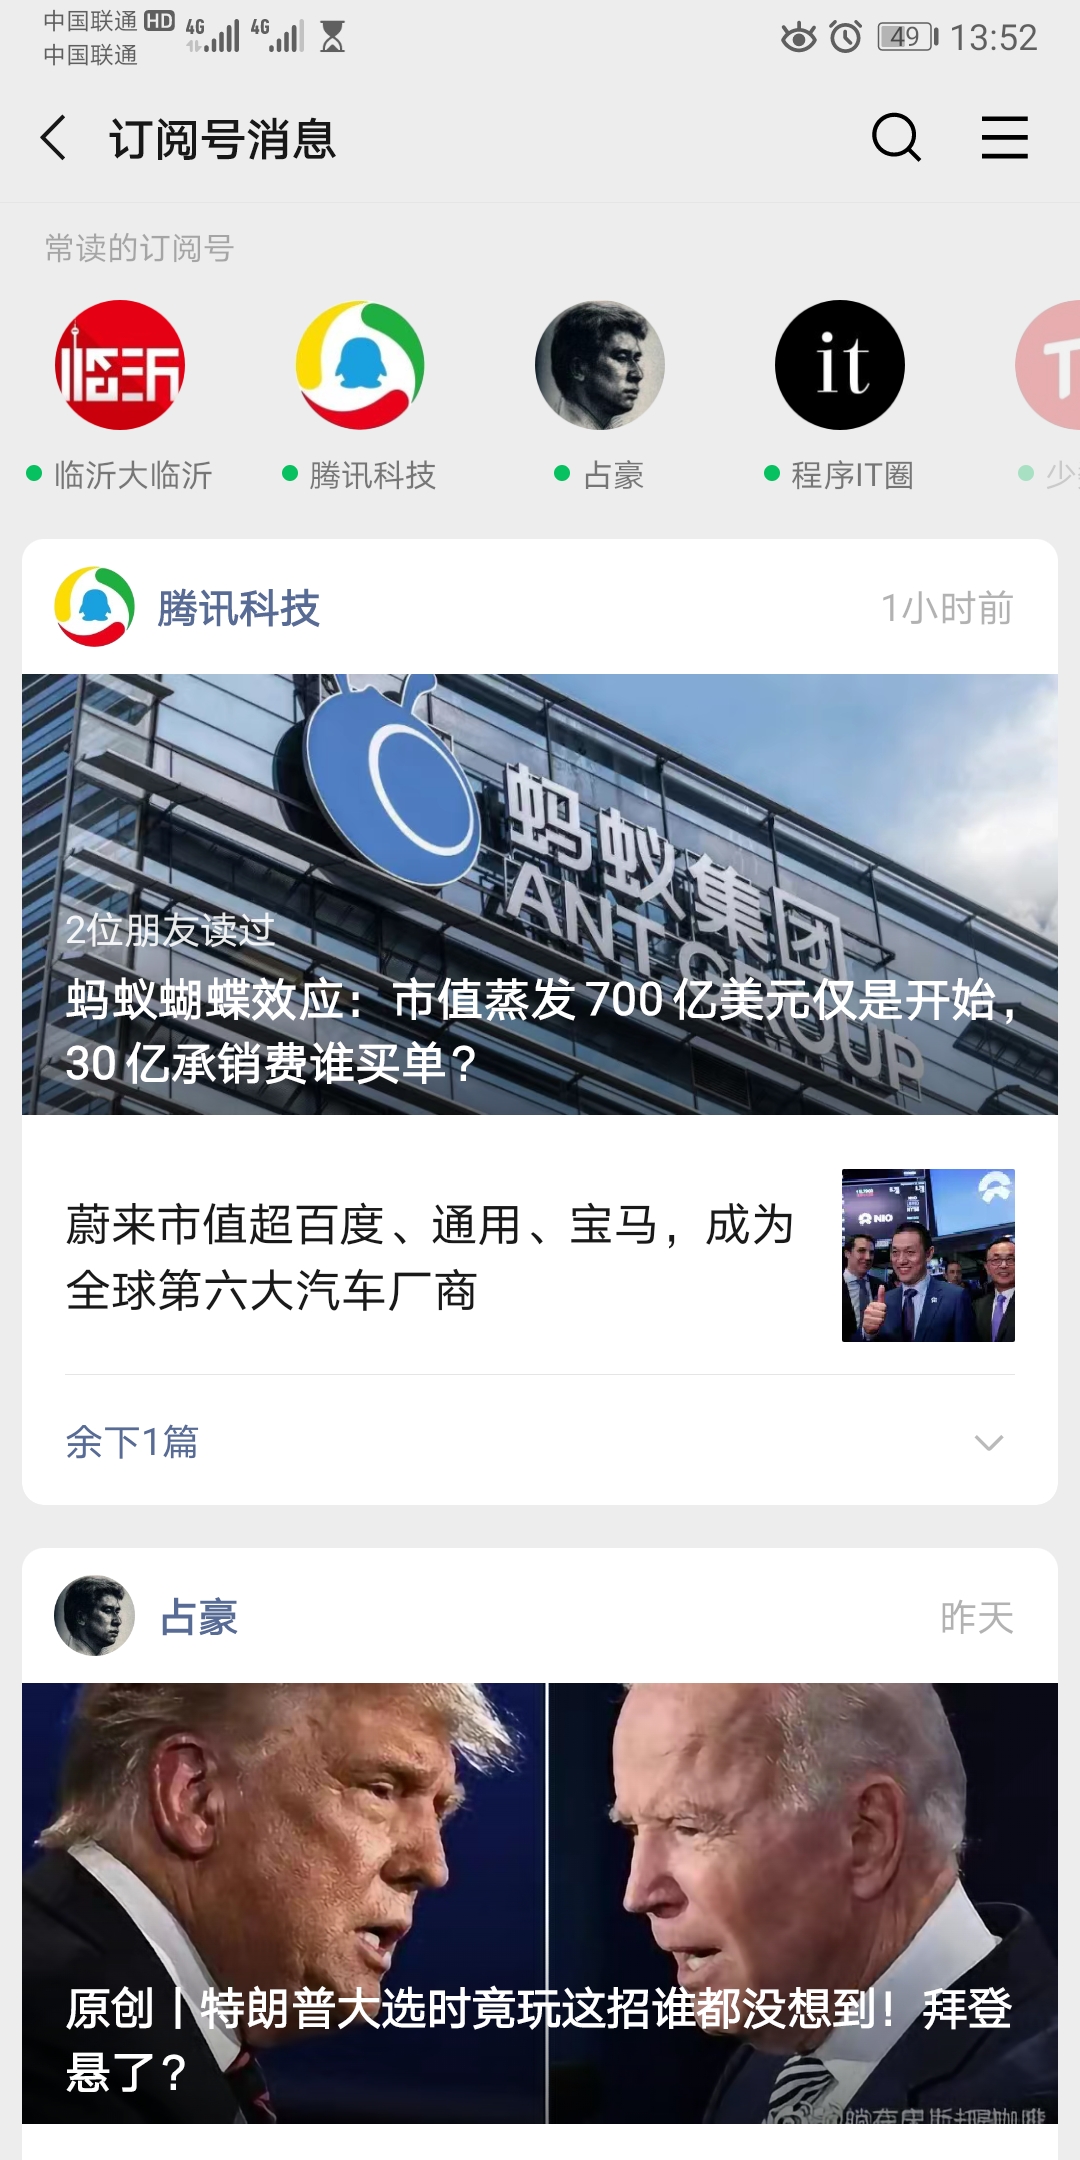 中国联通 HD 4G 4G 49 13:52
中国联通
订阅号消息
常读的订阅号
临沂
it
临沂大临沂
腾讯科技
占豪
程序IT圈
少
腾讯科技
1小时前
蚂蚁集团
ANT GROUP
2位朋友读过
蚂蚁蝴蝶效应：市值蒸发700亿美元仅是开始，
30亿承销费谁买单？
蔚来市值超百度、通用、宝马，成为
全球第六大汽车厂商
NIO
余下1篇
占豪
昨天
原创丨特朗普大选时竟玩这招谁都没想到！拜登
悬了？